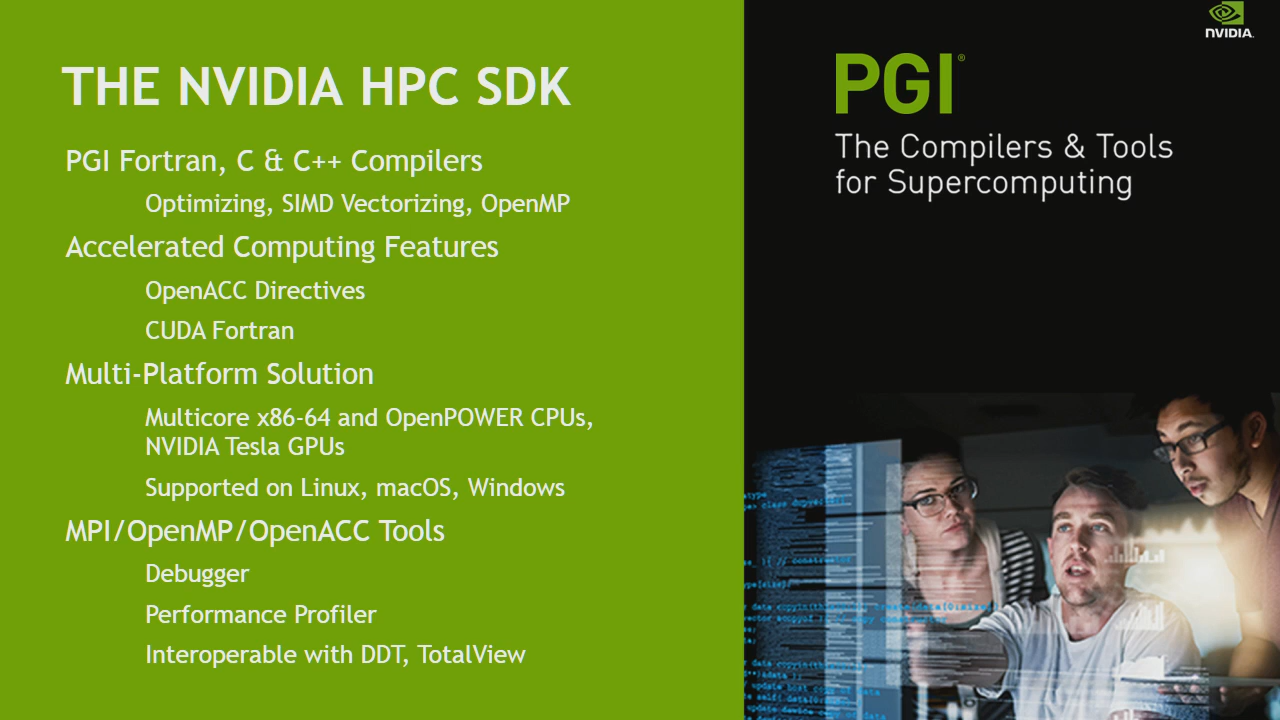 THE NVIDIA HPC SDK
PGI Fortran, C & C++ Compilers
Optimizing, SIMD Vectorizing, OpenMP
Accelerated Computing Features
OpenACC Directives
CUDA Fortran
Multi-Platform Solution
Multicore x86-64 and OpenPOWER CPUs,
NVIDIA Tesla GPUs
Supported on Linux, macOS, Windows
MPI/OpenMP/OpenACC Tools
Debugger
Performance Profiler
Interoperable with DDT, TotalView
NVIDIA.
PGI®
The Compilers & Tools
for Supercomputing